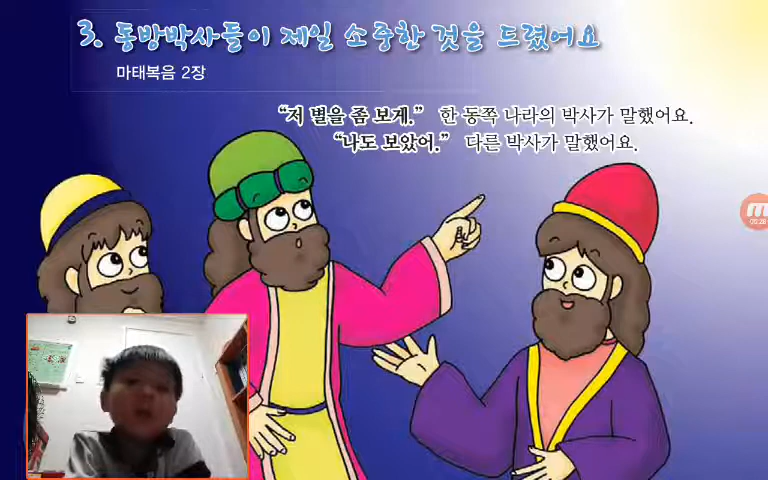 3. 동방박사들이 제일 소중한 것을 드렸어요
마태복음 2장
“저 별을 좀 보게.” 한 동쪽 나라의 박사가 말했어요.
“나도 보았어.” 다른 박사가 말했어요.